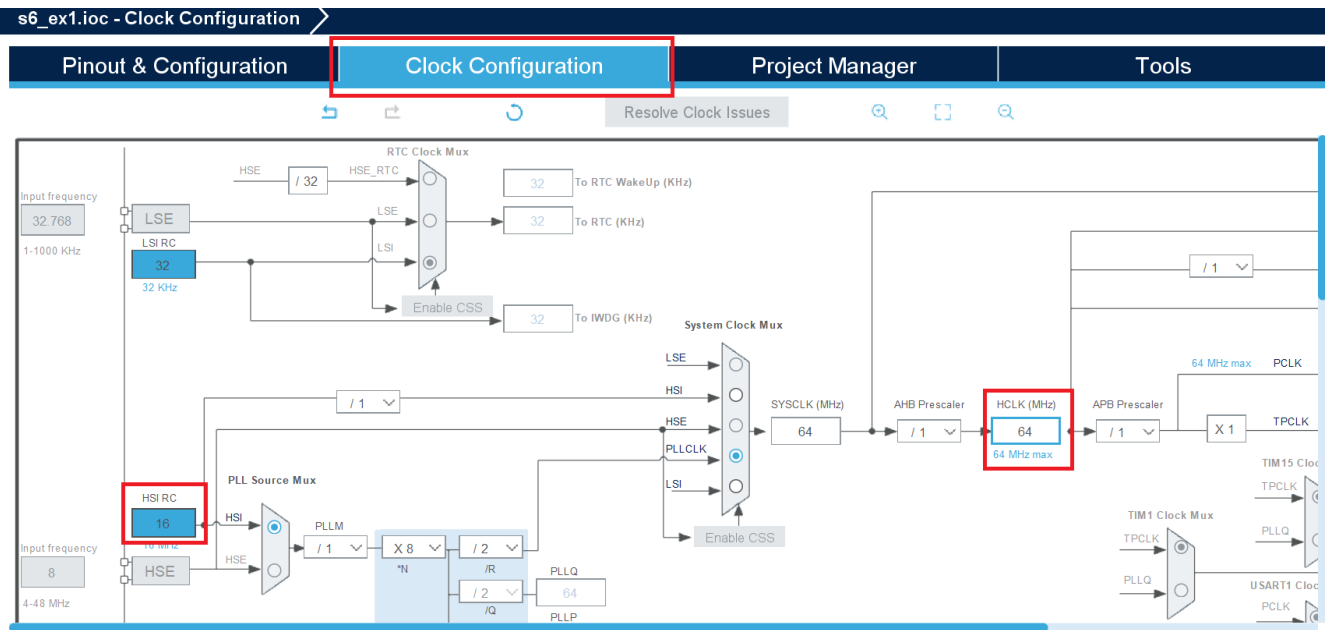 s6_ex1.ioc - Clock Configuration
Pinout & Configuration
Clock Configuration
Project Manager
Tools
Resolve Clock Issues
RTC Clock Mux
HSE
/ 32
HSE_RTC
32
To RTC WakeUp (KHz)
Input frequency
32.768
1-1000 KHz
LSE
LSE
32
To RTC (KHz)
LSI RC
32
32 KHz
LSI
Enable CSS
32
To IWDG (KHz)
System Clock Mux
LSE
HSI
HSE
PLLCLK
LSI
Enable CSS
/ 1
SYSCLK (MHz)
64
AHB Prescaler
/ 1
HCLK (MHz)
64
64 MHz max
APB Prescaler
/ 1
/ 1
64 MHz max
PCLK
X 1
TPCLK
HSI RC
16
16 MHz
PLL Source Mux
HSI
HSE
PLLM
/ 1
X 8
*N
/ 2
/R
/ 2
/Q
PLLQ
64
PLLP
Input frequency
8
4-48 MHz
HSE
TIM1 Clock Mux
TPCLK
PLLQ
TIM15 Cloc
TPCLK
PLLQ
USART1 Cloc
PCLK